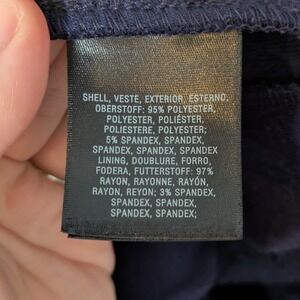 SHELL, VESTE, EXTERIOR, ESTERNO,
OBERSTOFF: 95% POLYESTER,
POLYESTER, POLIÉSTER,
POLIESTERE, POLYESTER;
5% SPANDEX, SPANDEX,
SPANDEX, SPANDEX, SPANDEX
LINING, DOUBLURE, FORRO,
FODERA, FUTTERSTOFF: 97%
RAYON, RAYONNE, RAYÓN,
RAYON, REYON; 3% SPANDEX,
SPANDEX, SPANDEX,
SPANDEX, SPANDEX;